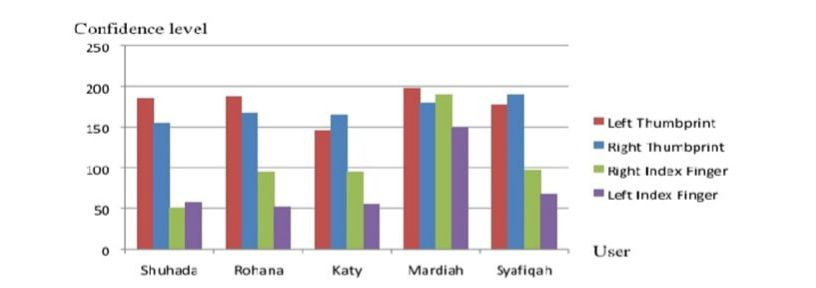 Confidence level
250
200
150
100
50
0
Shuhada Rohana Katy Mardiah Syafiqah
Left Thumbprint
Right Thumbprint
Right Index Finger
Left Index Finger
User